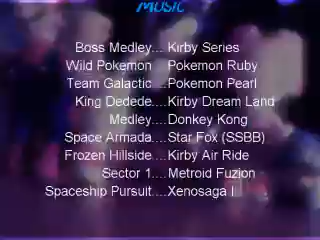 MUSIC
Boss Medley.... Kirby Series
Wild Pokemon    Pokemon Ruby
Team Galactic ....Pokemon Pearl
King Dedede....Kirby Dream Land
Medley....Donkey Kong
Space Armada....Star Fox (SSBB)
Frozen Hillside....Kirby Air Ride
Sector 1....Metroid Fuzion
Spaceship Pursuit....Xenosaga I